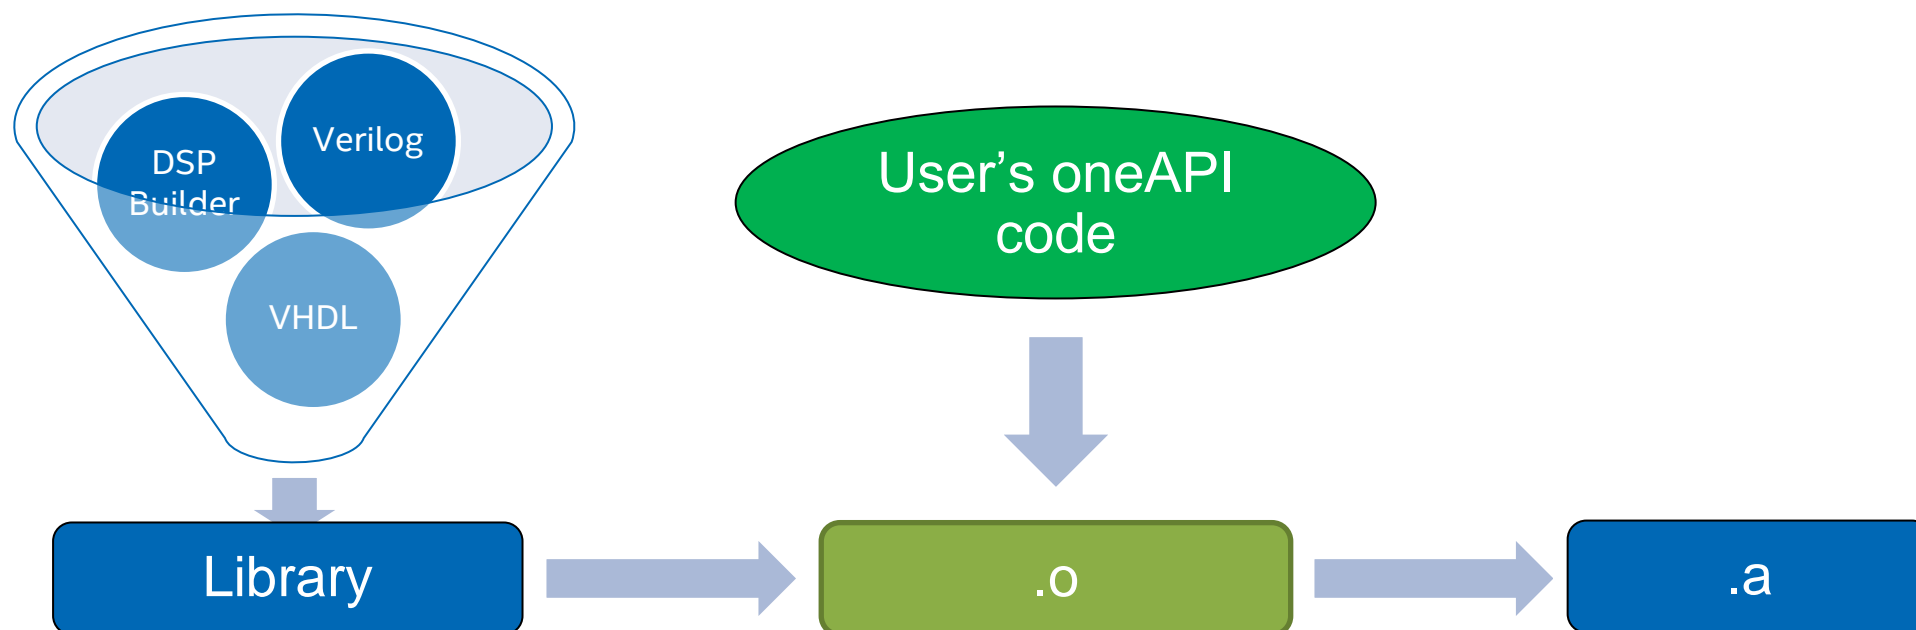 Verilog
DSP
Builder
VHDL
User’s oneAPI
code
Library
.o
.a